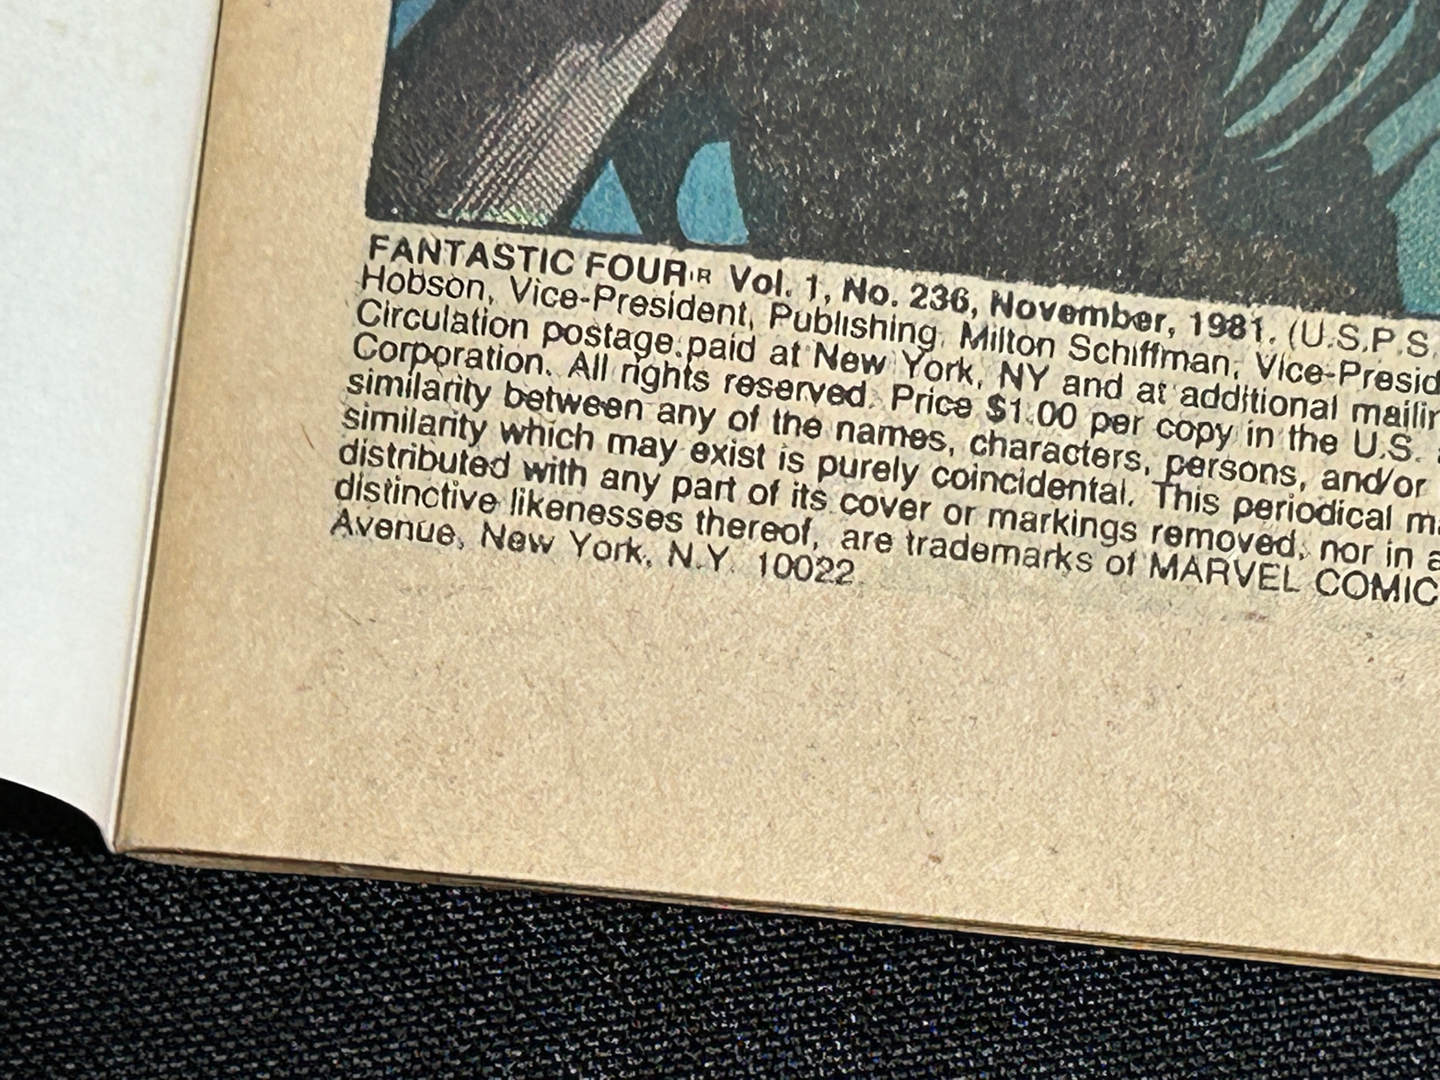 FANTASTIC FOUR® Vol. 1, No. 236, November, 1981. (U.S.P.S.
Hobson, Vice-President, Publishing. Milton Schiffman, Vice-Presid
Circulation postage paid at New York, NY and at additional mailin
Corporation. All rights reserved. Price $1.00 per copy in the U.S.
similarity between any of the names, characters, persons, and/or
similarity which may exist is purely coincidental. This periodical ma
distributed with any part of its cover or markings removed, nor in a
distinctive likenesses thereof, are trademarks of MARVEL COMIC
Avenue, New York, N.Y. 10022.